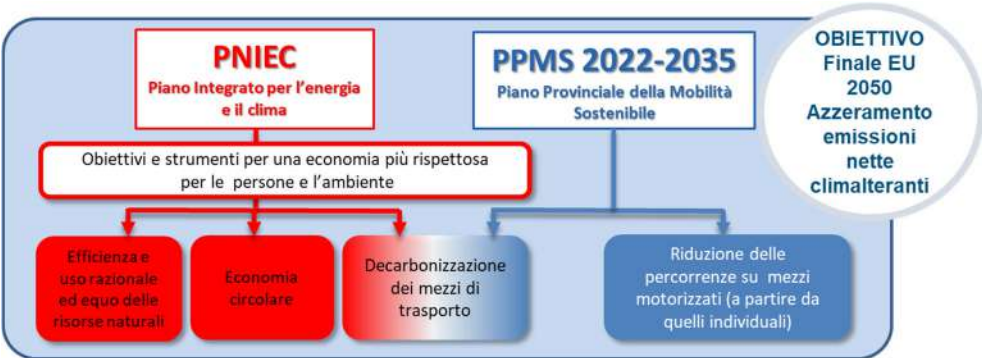 PNIEC
Piano Integrato per l'energia
e il clima
PPMS 2022-2035
Piano Provinciale della Mobilità
Sostenibile
OBIETTIVO
Finale EU
2050
Azzeramento
emissioni
nette
climalteranti
Obiettivi e strumenti per una economia più rispettosa
per le persone e l'ambiente
Efficienza e
uso razionale
ed equo delle
risorse naturali
Economia
circolare
Decarbonizzazione
dei mezzi di
trasporto
Riduzione delle
percorrenze su mezzi
motorizzati (a partire da
quelli individuali)